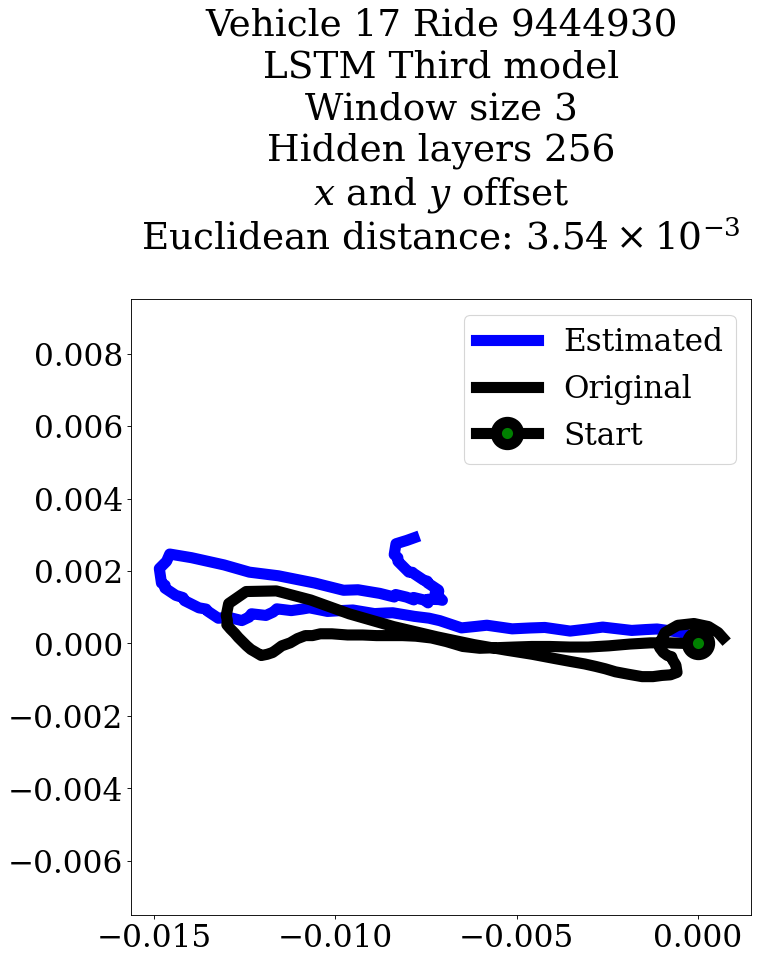 Vehicle 17 Ride 9444930
LSTM Third model
Window size 3
Hidden layers 256
x and y offset
Euclidean distance: 3.54 × 10⁻³
Estimated
Original
Start
0.008
0.006
0.004
0.002
0.000
−0.002
−0.004
−0.006
−0.015 −0.010 −0.005 0.000